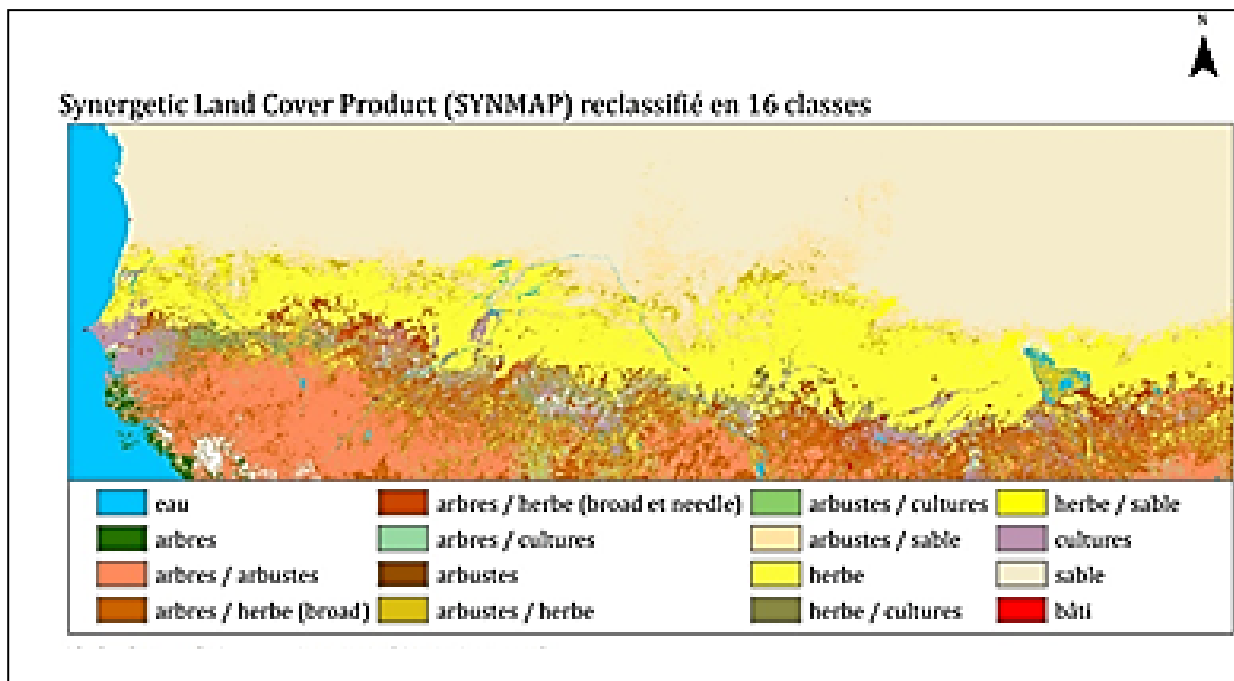 N
Synergetic Land Cover Product (SYNMAP) reclassifié en 16 classes
eau
arbres
arbres / arbustes
arbres / herbe (broad)
arbres / herbe (broad et needle)
arbres / cultures
arbustes
arbustes / herbe
arbustes / cultures
arbustes / sable
herbe
herbe / cultures
herbe / sable
cultures
sable
bâti